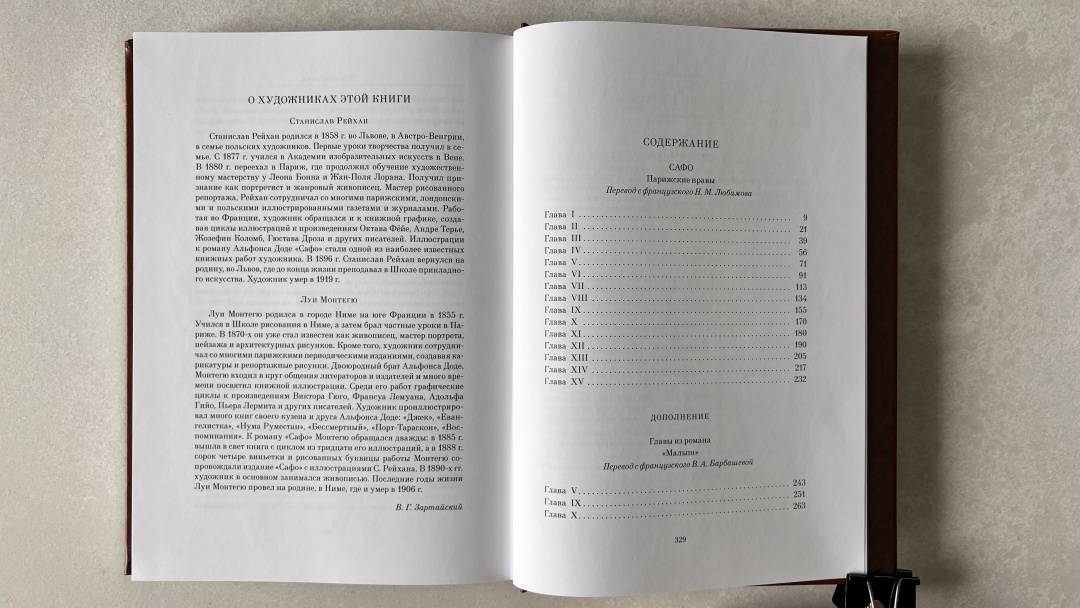 О ХУДОЖНИКАХ ЭТОЙ КНИГИ
Станислав Рейхан
Станислав Рейхан родился в 1858 г. во Львове, в Австро-Венгрии,
в семье польских художников. Первые уроки творчества получил в се-
мье. С 1877 г. учился в Академии изобразительных искусств в Вене.
В 1880 г. переехал в Париж, где продолжил обучение художествен-
ному мастерству у Леона Бонна и Жан-Поля Лорана. Получил при-
знание как портретист и жанровый живописец. Мастер рисованного
репортажа, Рейхан сотрудничал со многими парижскими, лондонски-
ми и польскими иллюстрированными газетами и журналами. Рабо-
тая во Франции, художник обращался и к книжной графике, созда-
вая циклы иллюстраций к произведениям Октава Фёйе, Андре Терье,
Жозефин Коломб, Гюстава Дроза и других писателей. Иллюстрации
к роману Альфонса Доде «Сафо» стали одной из наиболее известных
книжных работ художника. В 1896 г. Станислав Рейхан вернулся на
родину, во Львов, где до конца жизни преподавал в Школе прикладно-
го искусства. Художник умер в 1919 г.
Луи Монтегю
Луи Монтегю родился в городе Ниме на юге Франции в 1855 г.
Учился в Школе рисования в Ниме, а затем брал частные уроки в Па-
риже. В 1870-х он уже стал известен как живописец, мастер портрета,
пейзажа и архитектурных рисунков. Кроме того, художник сотрудни-
чал со многими парижскими периодическими изданиями, создавая ка-
рикатуры и репортажные рисунки. Двоюродный брат Альфонса Доде,
Монтегю входил в круг общения литераторов и издателей и много вре-
мени посвятил книжной иллюстрации. Среди его работ графические
циклы к произведениям Виктора Гюго, Франсуа Лемуана, Адольфа
Гийо, Пьера Лермита и других писателей. Художник проиллюстриро-
вал много книг своего кузена и друга Альфонса Доде: «Джек», «Еван-
гелистка», «Нума Руместан», «Бессмертный», «Порт-Тараскон», «Вос-
поминания». К роману «Сафо» Монтегю обращался дважды: в 1885 г.
вышла в свет книга с циклом из тридцати его иллюстраций, а в 1888 г.
сорок четыре виньетки и рисованных буквицы работы Монтегю со-
провождали издание «Сафо» с иллюстрациями С. Рейхана. В 1890-х гг.
художник в основном занимался живописью. Последние годы жизни
Луи Монтегю провел на родине, в Ниме, где и умер в 1906 г.
В. Г. Зартайский
СОДЕРЖАНИЕ
САФО
Парижские нравы
Перевод с французского Н. М. Любимова
Глава I 9
Глава II 21
Глава III 39
Глава IV 56
Глава V 71
Глава VI 91
Глава VII 113
Глава VIII 134
Глава IX 155
Глава X 170
Глава XI 180
Глава XII 190
Глава XIII 205
Глава XIV 217
Глава XV 232
ДОПОЛНЕНИЕ
Главы из романа
«Малыш»
Перевод с французского В. А. Барбашевой
Глава V 243
Глава IX 251
Глава X 263
329